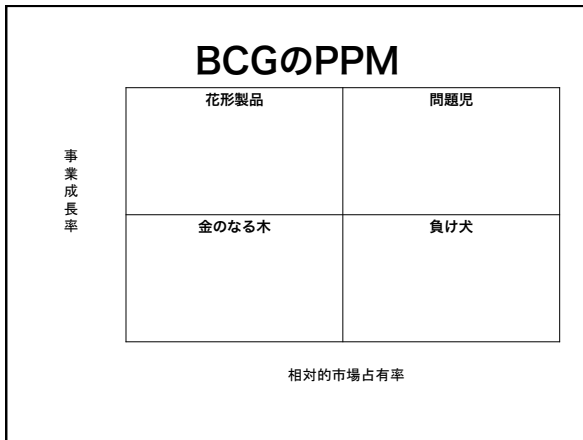 BCGのPPM
花形製品
問題児
事業成長率
金のなる木
負け犬
相対的市場占有率